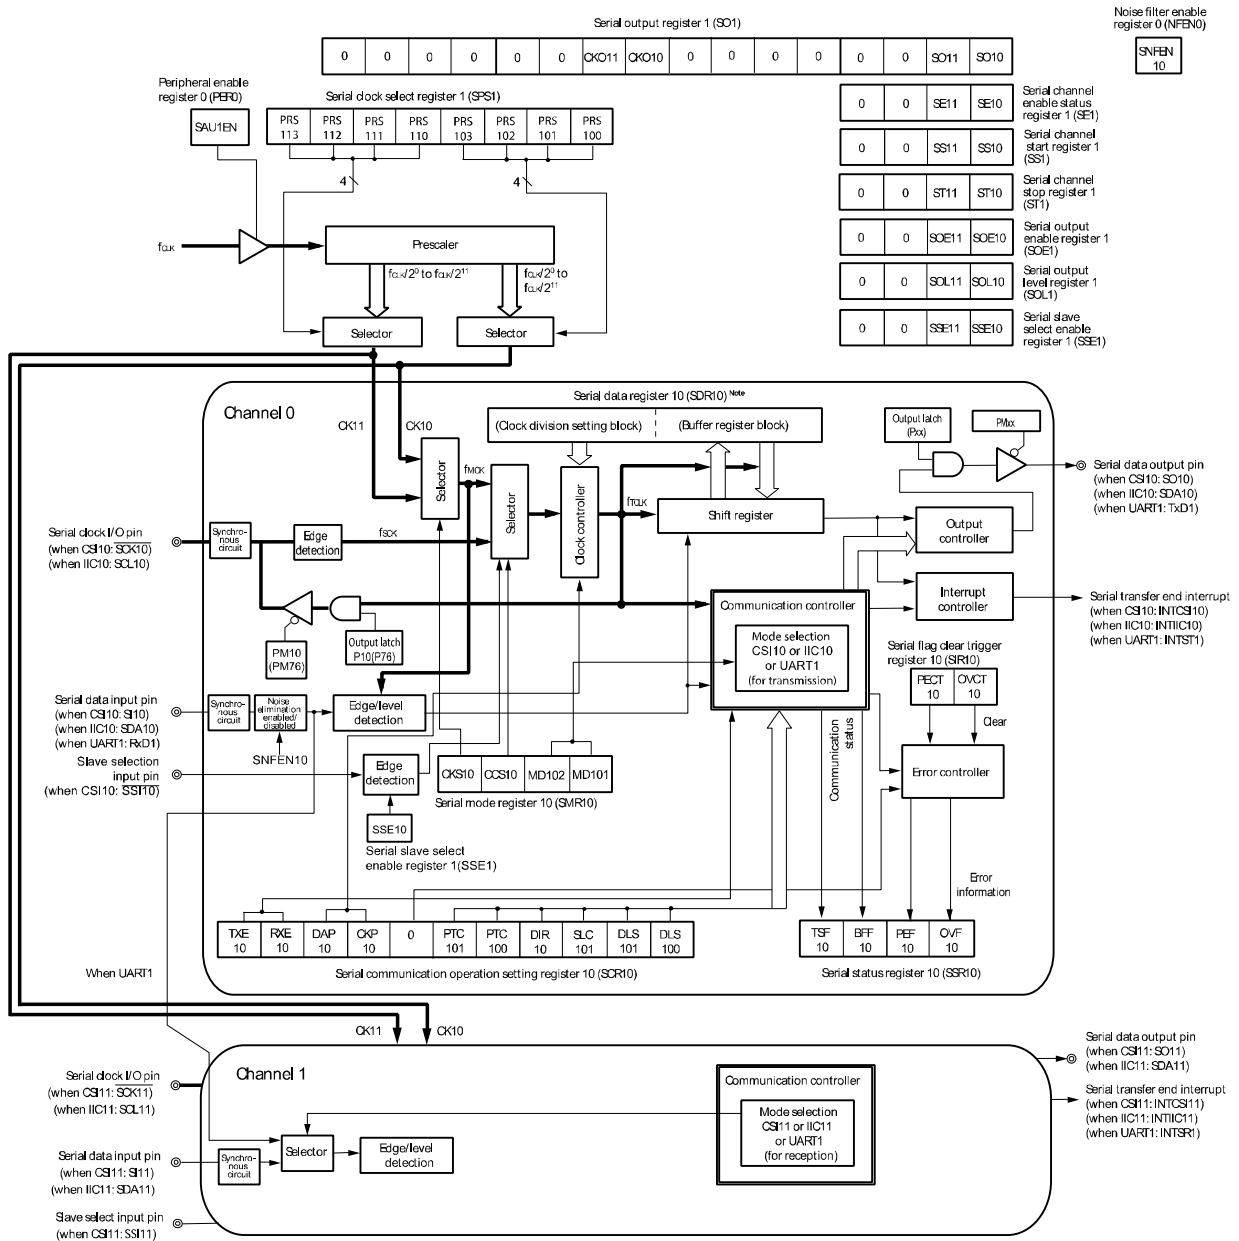 Serial output register 1 (SO1)
0 0 0 0 0 0 CKO11 CKO10 0 0 0 0 0 0 SO11 SO10
Noise filter enable
register 0 (NFEN0)
SNFEN
10
Peripheral enable
register 0 (PER0)
SAU1EN
Serial clock select register 1 (SPS1)
PRS
113
PRS
112
PRS
111
PRS
110
PRS
103
PRS
102
PRS
101
PRS
100
4
4
0 0 SE11 SE10
Serial channel
enable status
register 1 (SE1)
0 0 SS11 SS10
Serial channel
start register 1
(SS1)
0 0 ST11 ST10
Serial channel
stop register 1
(ST1)
0 0 SOE11 SOE10
Serial output
enable register 1
(SOE1)
0 0 SOL11 SOL10
Serial output
level register 1
(SOL1)
0 0 SSE11 SSE10
Serial slave
select enable
register 1 (SSE1)
fCLK
Prescaler
fCLK/2⁰ to fCLK/2¹¹
fCLK/2⁰ to
fCLK/2¹¹
Selector
Selector
Channel 0
CK11
CK10
Serial data register 10 (SDR10) Note
(Clock division setting block)
(Buffer register block)
Selector
fMCK
Selector
Clock controller
fTCLK
Shift register
Output latch
(Pxx)
PMxx
Serial data output pin
(when CSI10: SO10)
(when IIC10: SDA10)
(when UART1: TxD1)
Output
controller
Serial clock I/O pin
(when CSI10: SCK10)
(when IIC10: SCL10)
Synchro-
nous
circuit
Edge
detection
fSCK
PM10
(PM76)
Output latch
P10(P76)
Communication controller
Mode selection
CSI10 or IIC10
or UART1
(for transmission)
Interrupt
controller
Serial transfer end interrupt
(when CSI10: INTCSI10)
(when IIC10: INTIIC10)
(when UART1: INTST1)
Serial flag clear trigger
register 10 (SIR10)
PECT
10
OVCT
10
Clear
Error controller
Serial data input pin
(when CSI10: SI10)
(when IIC10: SDA10)
(when UART1: RxD1)
Synchro-
nous
circuit
Noise
elimination
enabled/
disabled
SNFEN10
Edge/level
detection
Slave selection
input pin
(when CSI10: SSI10)
Edge
detection
SSE10
Serial slave select
enable register 1(SSE1)
CKS10 CCS10 MD102 MD101
Serial mode register 10 (SMR10)
Communication
status
Error
information
TXE
10
RXE
10
DAP
10
CKP
10
0
PTC
101
PTC
100
DIR
10
SLC
101
DLS
101
DLS
100
Serial communication operation setting register 10 (SCR10)
TSF
10
BFF
10
PEF
10
OVF
10
Serial status register 10 (SSR10)
When UART1
CK11
CK10
Channel 1
Serial clock I/O pin
(when CSI11: SCK11)
(when IIC11: SCL11)
Serial data input pin
(when CSI11: SI11)
(when IIC11: SDA11)
Synchro-
nous
circuit
Selector
Edge/level
detection
Communication controller
Mode selection
CSI11 or IIC11
or UART1
(for reception)
Serial data output pin
(when CSI11: SO11)
(when IIC11: SDA11)
Serial transfer end interrupt
(when CSI11: INTCSI11)
(when IIC11: INTIIC11)
(when UART1: INTSR1)
Slave select input pin
(when CSI11: SSI11)